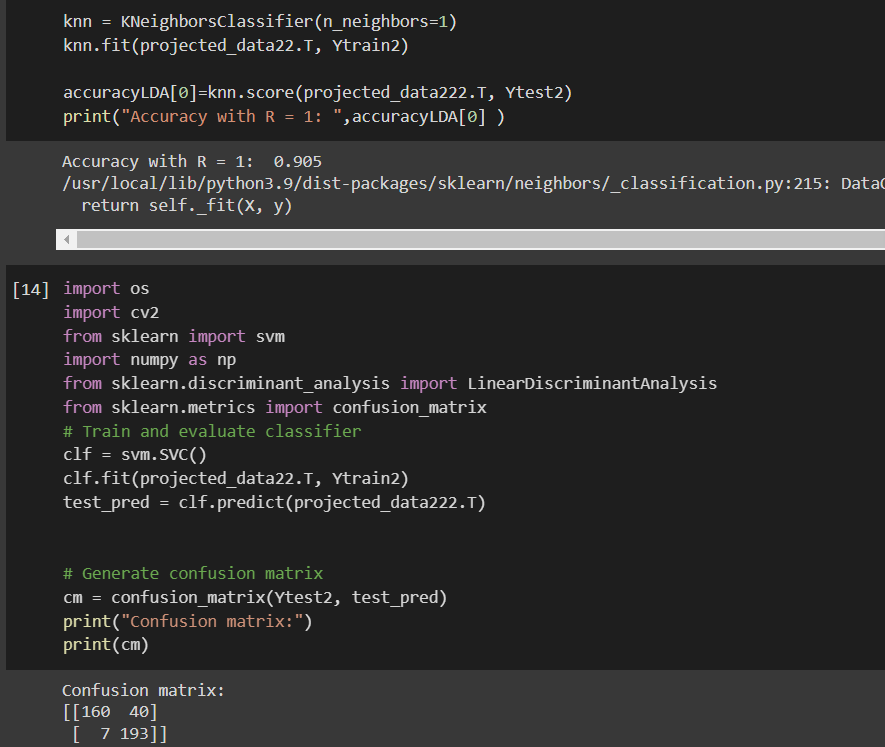 knn = KNeighborsClassifier(n_neighbors=1)
knn.fit(projected_data22.T, Ytrain2)
accuracyLDA[0]=knn.score(projected_data222.T, Ytest2)
print("Accuracy with R = 1: ",accuracyLDA[0] )
Accuracy with R = 1:  0.905
/usr/local/lib/python3.9/dist-packages/sklearn/neighbors/_classification.py:215:
  return self._fit(X, y)
[14] import os
import cv2
from sklearn import svm
import numpy as np
from sklearn.discriminant_analysis import LinearDiscriminantAnalysis
from sklearn.metrics import confusion_matrix
# Train and evaluate classifier
clf = svm.SVC()
clf.fit(projected_data22.T, Ytrain2)
test_pred = clf.predict(projected_data222.T)
# Generate confusion matrix
cm = confusion_matrix(Ytest2, test_pred)
print("Confusion matrix:")
print(cm)
Confusion matrix:
[[160  40]
 [  7 193]]